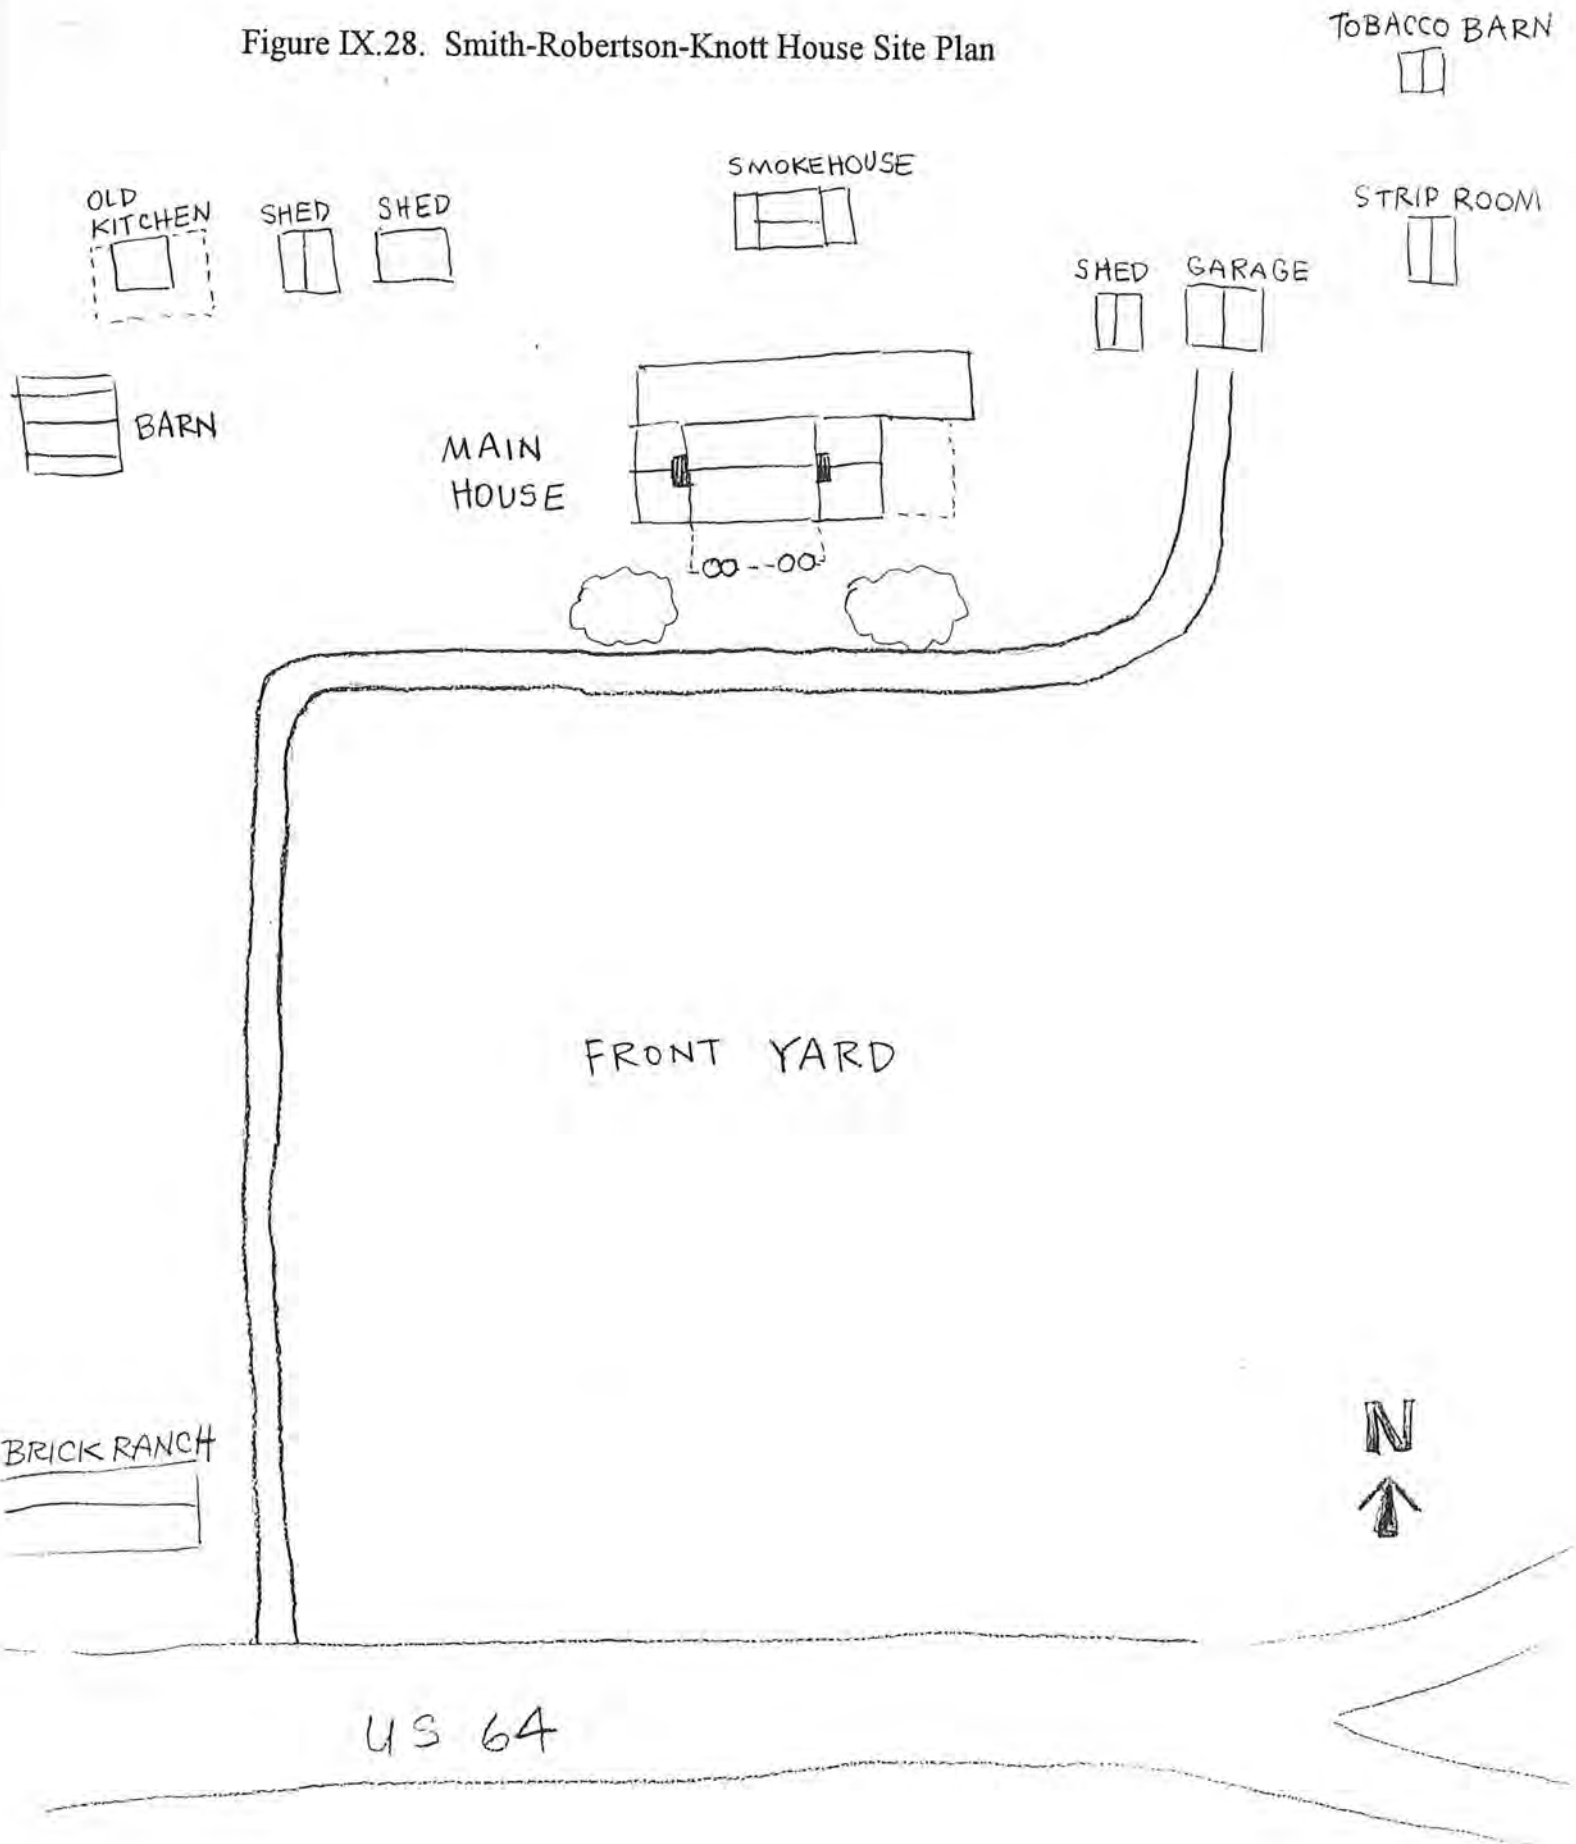 Figure IX.28. Smith-Robertson-Knott House Site Plan
TOBACCO BARN
SMOKEHOUSE
OLD
KITCHEN
SHED
SHED
STRIP ROOM
SHED
GARAGE
BARN
MAIN
HOUSE
FRONT YARD
BRICK RANCH
N
US 64